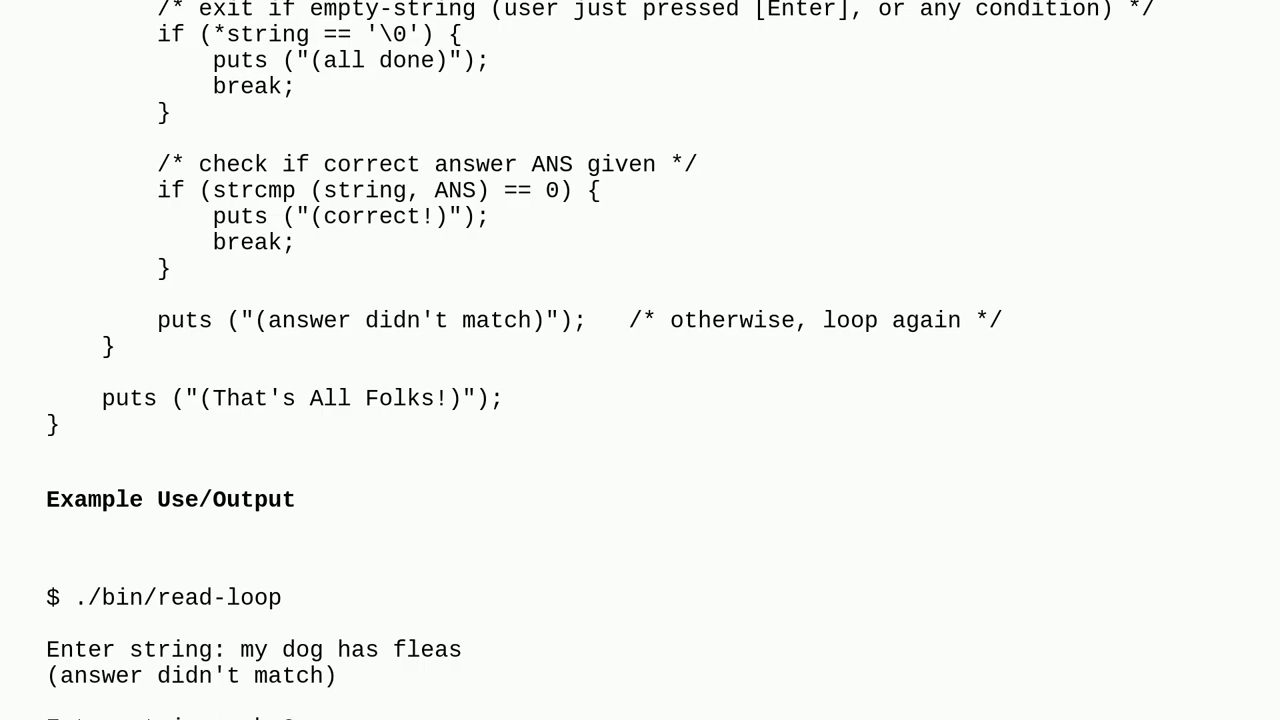 /* exit if empty-string (user just pressed [Enter], or any condition) */
if (*string == '\0') {
puts ("(all done)");
break;
}
/* check if correct answer ANS given */
if (strcmp (string, ANS) == 0) {
puts ("(correct!)");
break;
}
puts ("(answer didn't match)");   /* otherwise, loop again */
}
puts ("(That's All Folks!)");
}
Example Use/Output
$ ./bin/read-loop
Enter string: my dog has fleas
(answer didn't match)